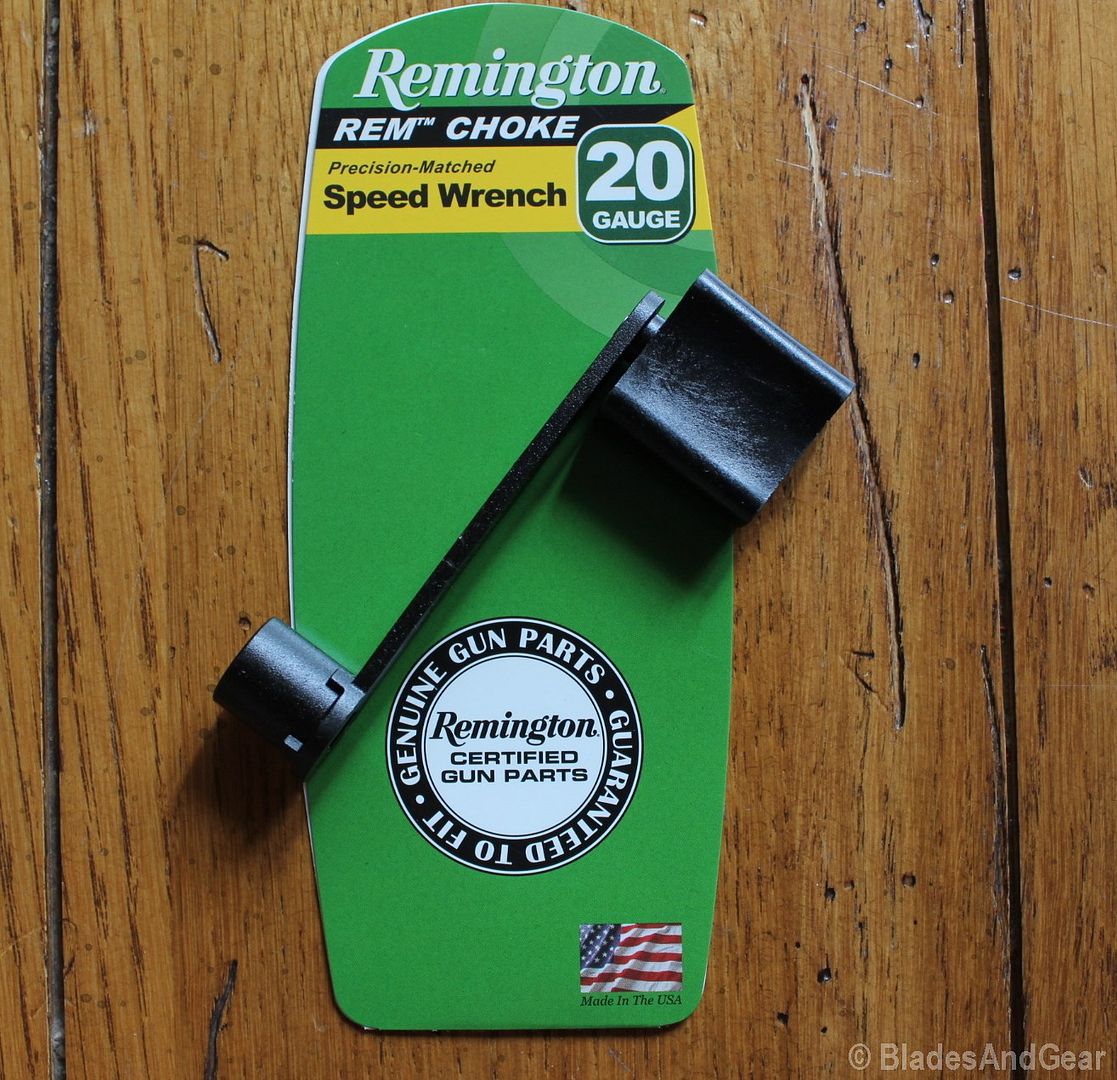 Remington®
REM™ CHOKE
Precision-Matched
Speed Wrench
20
GAUGE
GENUINE GUN PARTS • GUARANTEED TO FIT •
Remington®
CERTIFIED
GUN PARTS
Made In The USA
© BladesAndGear